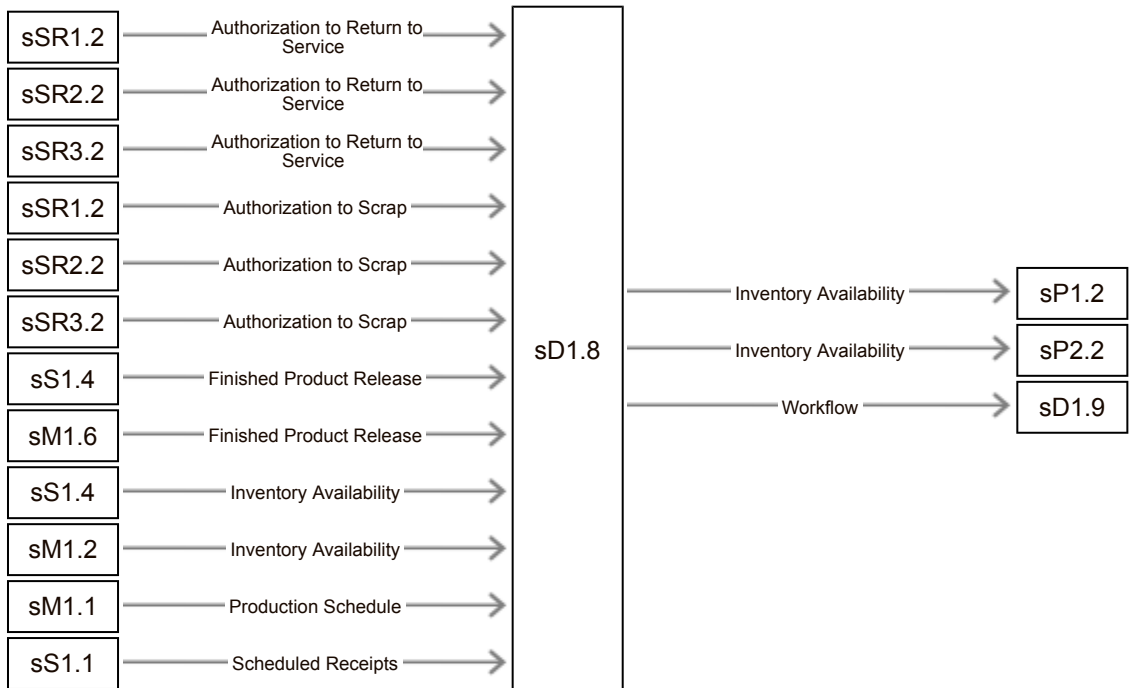 sSR1.2
Authorization to Return to
Service
sSR2.2
Authorization to Return to
Service
sSR3.2
Authorization to Return to
Service
sSR1.2
Authorization to Scrap
sSR2.2
Authorization to Scrap
sSR3.2
Authorization to Scrap
sS1.4
Finished Product Release
sM1.6
Finished Product Release
sS1.4
Inventory Availability
sM1.2
Inventory Availability
sM1.1
Production Schedule
sS1.1
Scheduled Receipts
sD1.8
Inventory Availability
sP1.2
Inventory Availability
sP2.2
Workflow
sD1.9